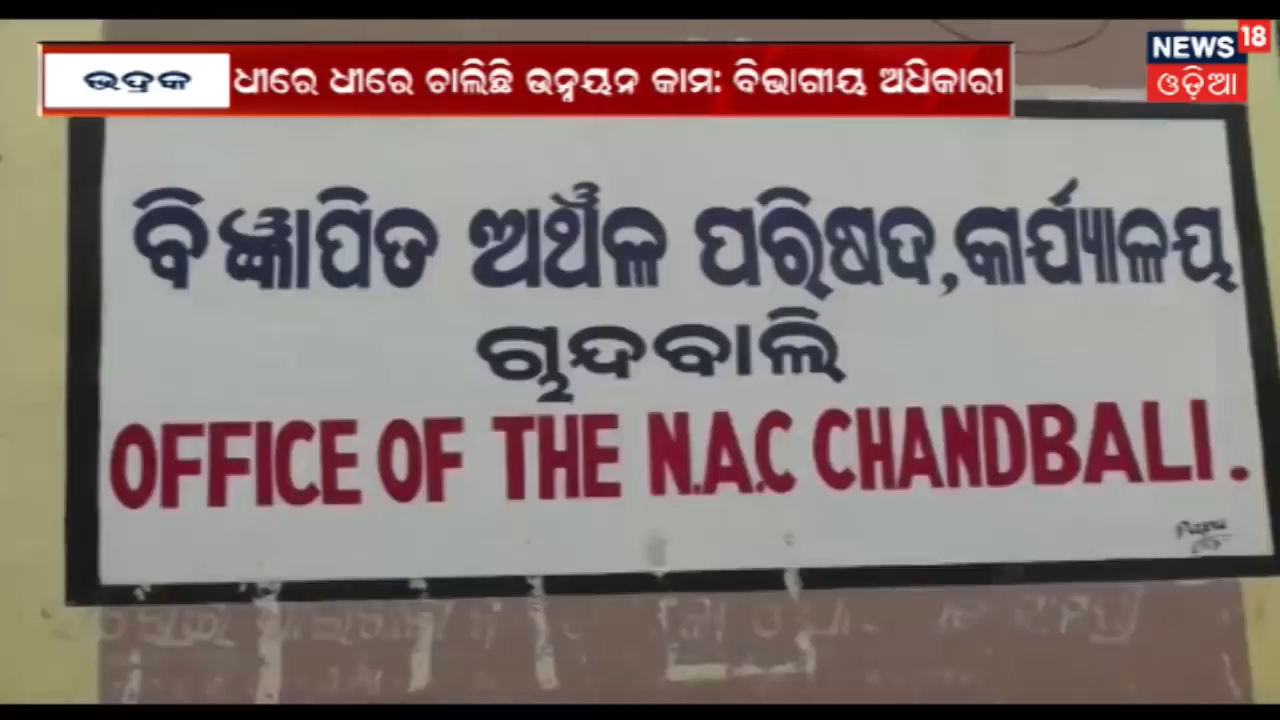 ଭଦ୍ରକ
ଧୀରେ ଧୀରେ ଚାଲିଛି ଉନ୍ନୟନ କାମ: ବିଭାଗୀୟ ଅଧିକାରୀ
NEWS 18
ଓଡ଼ିଆ
ବିଜ୍ଞାପିତ ଅଞ୍ଚଳ ପରିଷଦ,କାର୍ଯ୍ୟାଳୟ
ଚାନ୍ଦବାଲି
OFFICE OF THE N.A.C CHANDBALI.